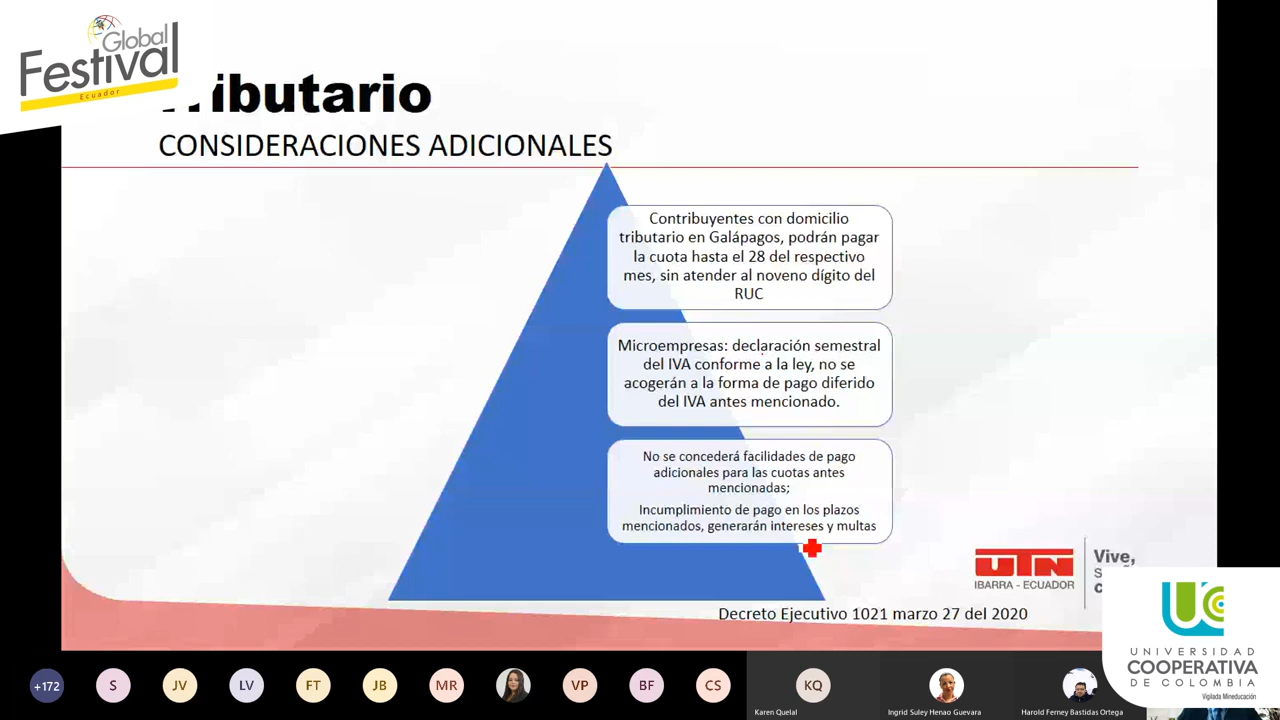 Global
Festival
Ecuador
Tributario
CONSIDERACIONES ADICIONALES
Contribuyentes con domicilio
tributario en Galápagos, podrán pagar
la cuota hasta el 28 del respectivo
mes, sin atender al noveno dígito del
RUC
Microempresas: declaración semestral
del IVA conforme a la ley, no se
acogerán a la forma de pago diferido
del IVA antes mencionado.
No se concederá facilidades de pago
adicionales para las cuotas antes
mencionadas;
Incumplimiento de pago en los plazos
mencionados, generarán intereses y multas
UTN
IBARRA - ECUADOR
Vive,
Decreto Ejecutivo 1021 marzo 27 del 2020
UC
UNIVERSIDAD
COOPERATIVA
DE COLOMBIA
Vigilada Mineducación
+172
S
JV
LV
FT
JB
MR
VP
BF
CS
KQ
Karen Quelal
Ingrid Suley Henao Guevara
Harold Ferney Bastidas Ortega